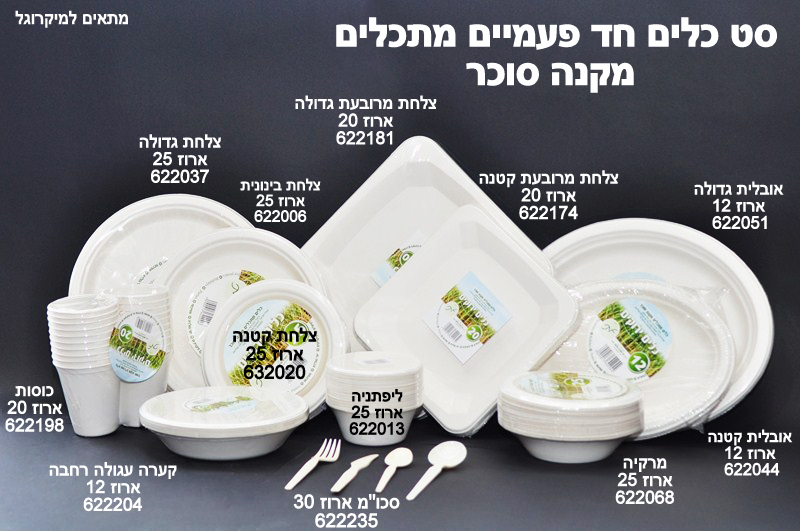 מתאים למיקרוגל
סט כלים חד פעמיים מתכלים
מקנה סוכר
צלחת מרובעת גדולה
ארוז 20
622181
צלחת גדולה
ארוז 25
622037
צלחת בינונית
ארוז 25
622006
צלחת מרובעת קטנה
ארוז 20
622174
אובלית גדולה
ארוז 12
622051
צלחת קטנה
ארוז 25
632020
כוסות
ארוז 20
622198
ליפתניה
ארוז 25
622013
קערה עגולה רחבה
ארוז 12
622204
סכו"מ ארוז 30
622235
מרקיה
ארוז 25
622068
אובלית קטנה
ארוז 12
622044
20
12